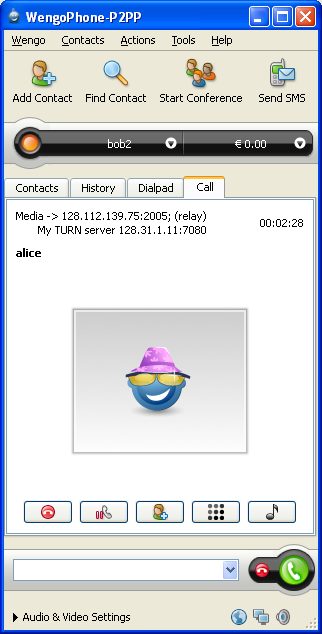 WengoPhone-P2PP
Wengo Contacts Actions Tools Help
Add Contact Find Contact Start Conference Send SMS
bob2 € 0.00
Contacts History Dialpad Call
Media -> 128.112.139.75:2005; (relay)
00:02:28
My TURN server 128.31.1.11:7080
alice
Audio & Video Settings